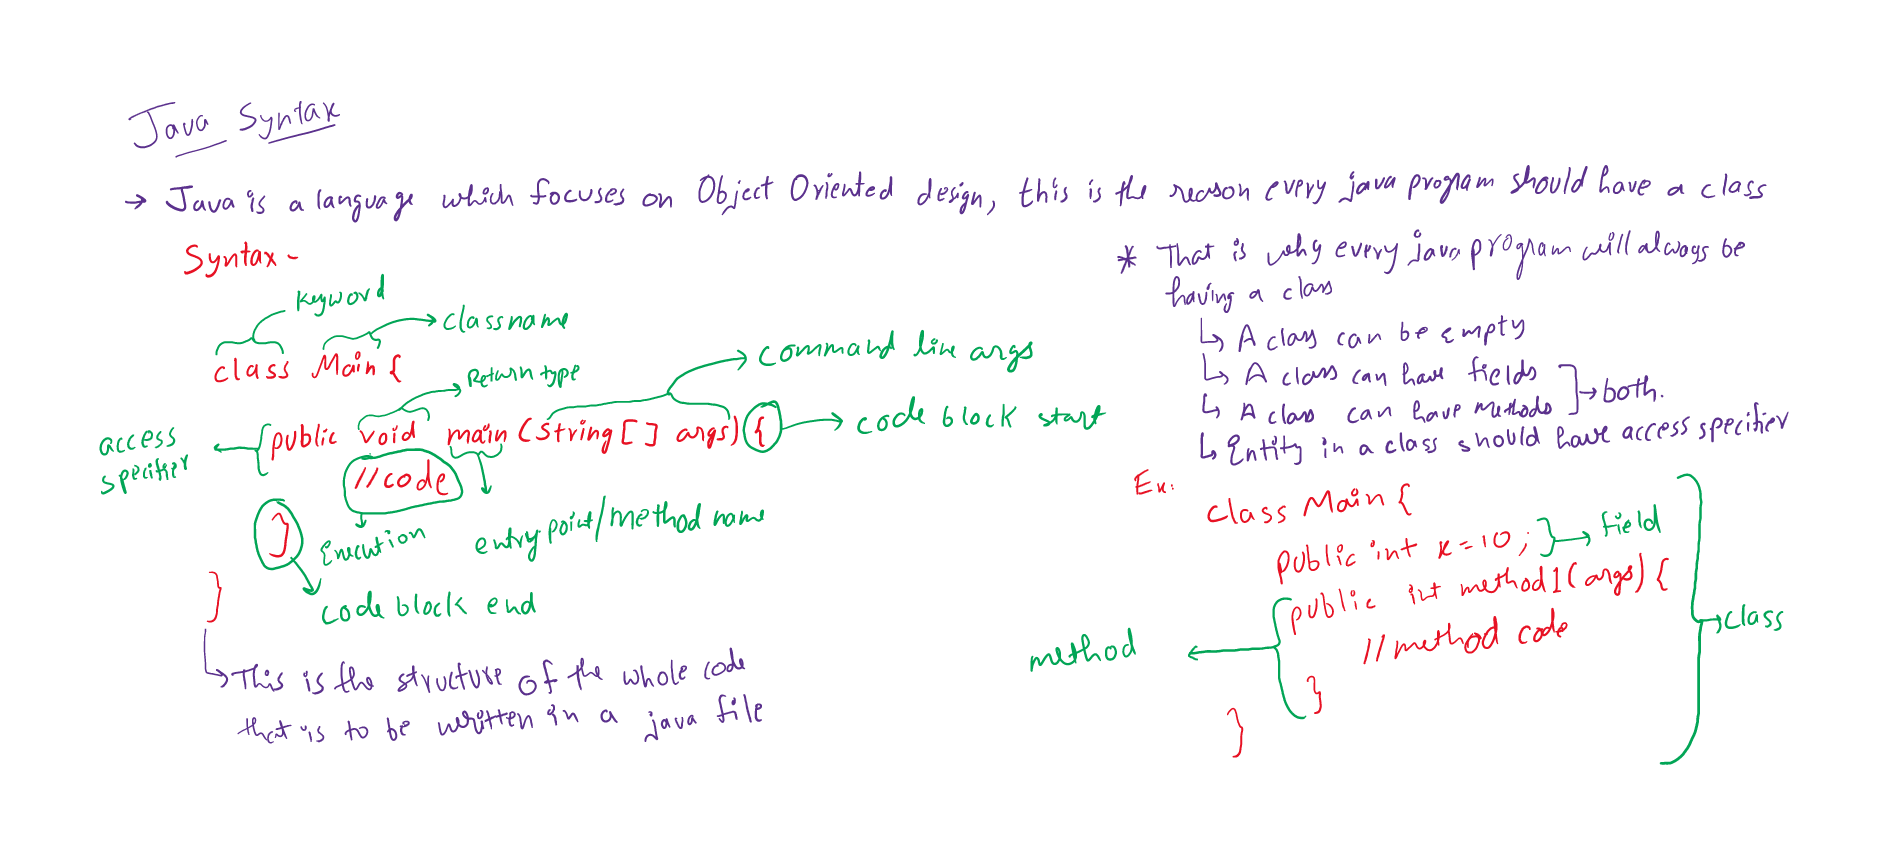 Java Syntax
→ Java is a language which focuses on Object Oriented design, this is the reason every java program should have a class
Syntax -
keyword
classname
class Main {
Return type
command line args
access specifier
public void main (String[] args) {
code block start
//code
}
Execution
entry point/method name
code block end
}
↳ This is the structure of the whole code
that is to be written in a java file
* That is why every java program will always be
having a class
↳ A class can be empty
↳ A class can have fields
↳ A class can have methods
→ both.
↳ Entity in a class should have access specifier
Ex:
class Main {
public int x = 10;
→ field
public int method1(args) {
//method code
method
}
}
→ class